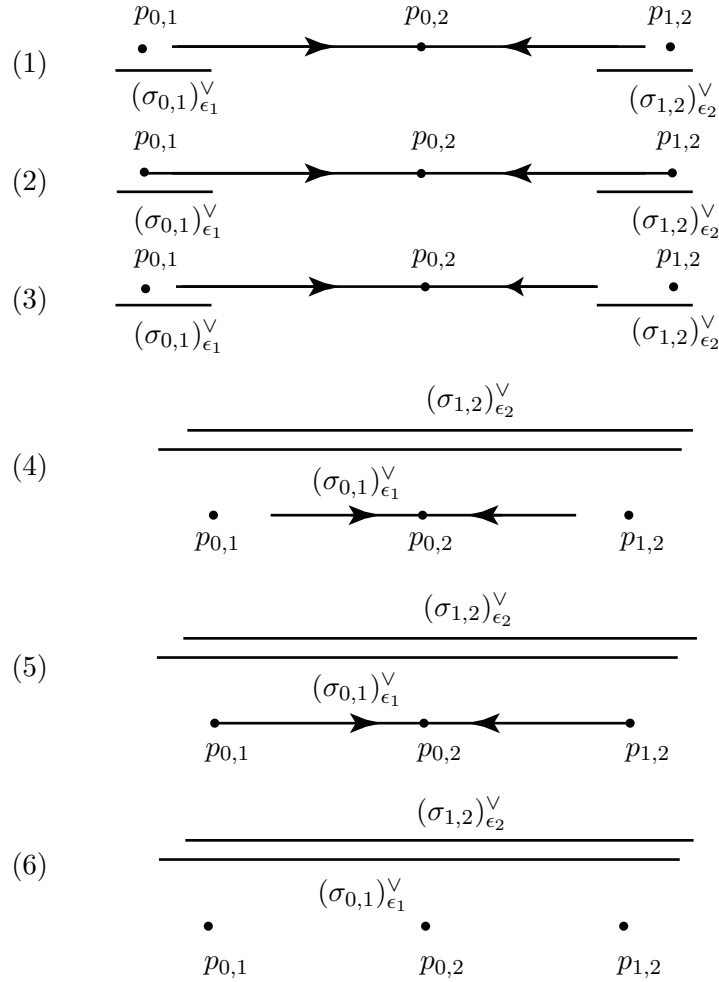 p_{0,1} p_{0,2} p_{1,2}
(1)
(σ_{0,1})^∨_{ϵ_1} (σ_{1,2})^∨_{ϵ_2}
p_{0,1} p_{0,2} p_{1,2}
(2)
(σ_{0,1})^∨_{ϵ_1} (σ_{1,2})^∨_{ϵ_2}
p_{0,1} p_{0,2} p_{1,2}
(3)
(σ_{0,1})^∨_{ϵ_1} (σ_{1,2})^∨_{ϵ_2}
(σ_{1,2})^∨_{ϵ_2}
(4)
(σ_{0,1})^∨_{ϵ_1}
p_{0,1} p_{0,2} p_{1,2}
(σ_{1,2})^∨_{ϵ_2}
(5)
(σ_{0,1})^∨_{ϵ_1}
p_{0,1} p_{0,2} p_{1,2}
(σ_{1,2})^∨_{ϵ_2}
(6)
(σ_{0,1})^∨_{ϵ_1}
p_{0,1} p_{0,2} p_{1,2}